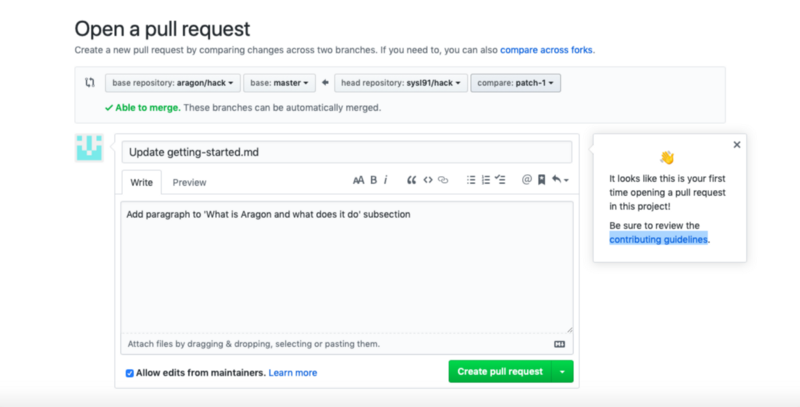 Open a pull request
Create a new pull request by comparing changes across two branches. If you need to, you can also compare across forks.
base repository: aragon/hack base: master head repository: sysl91/hack compare: patch-1
Able to merge. These branches can be automatically merged.
Update getting-started.md
Write Preview
AA B i
Add paragraph to 'What is Aragon and what does it do' subsection
Attach files by dragging & dropping, selecting or pasting them.
Allow edits from maintainers. Learn more
Create pull request
It looks like this is your first
time opening a pull request
in this project!
Be sure to review the
contributing guidelines.